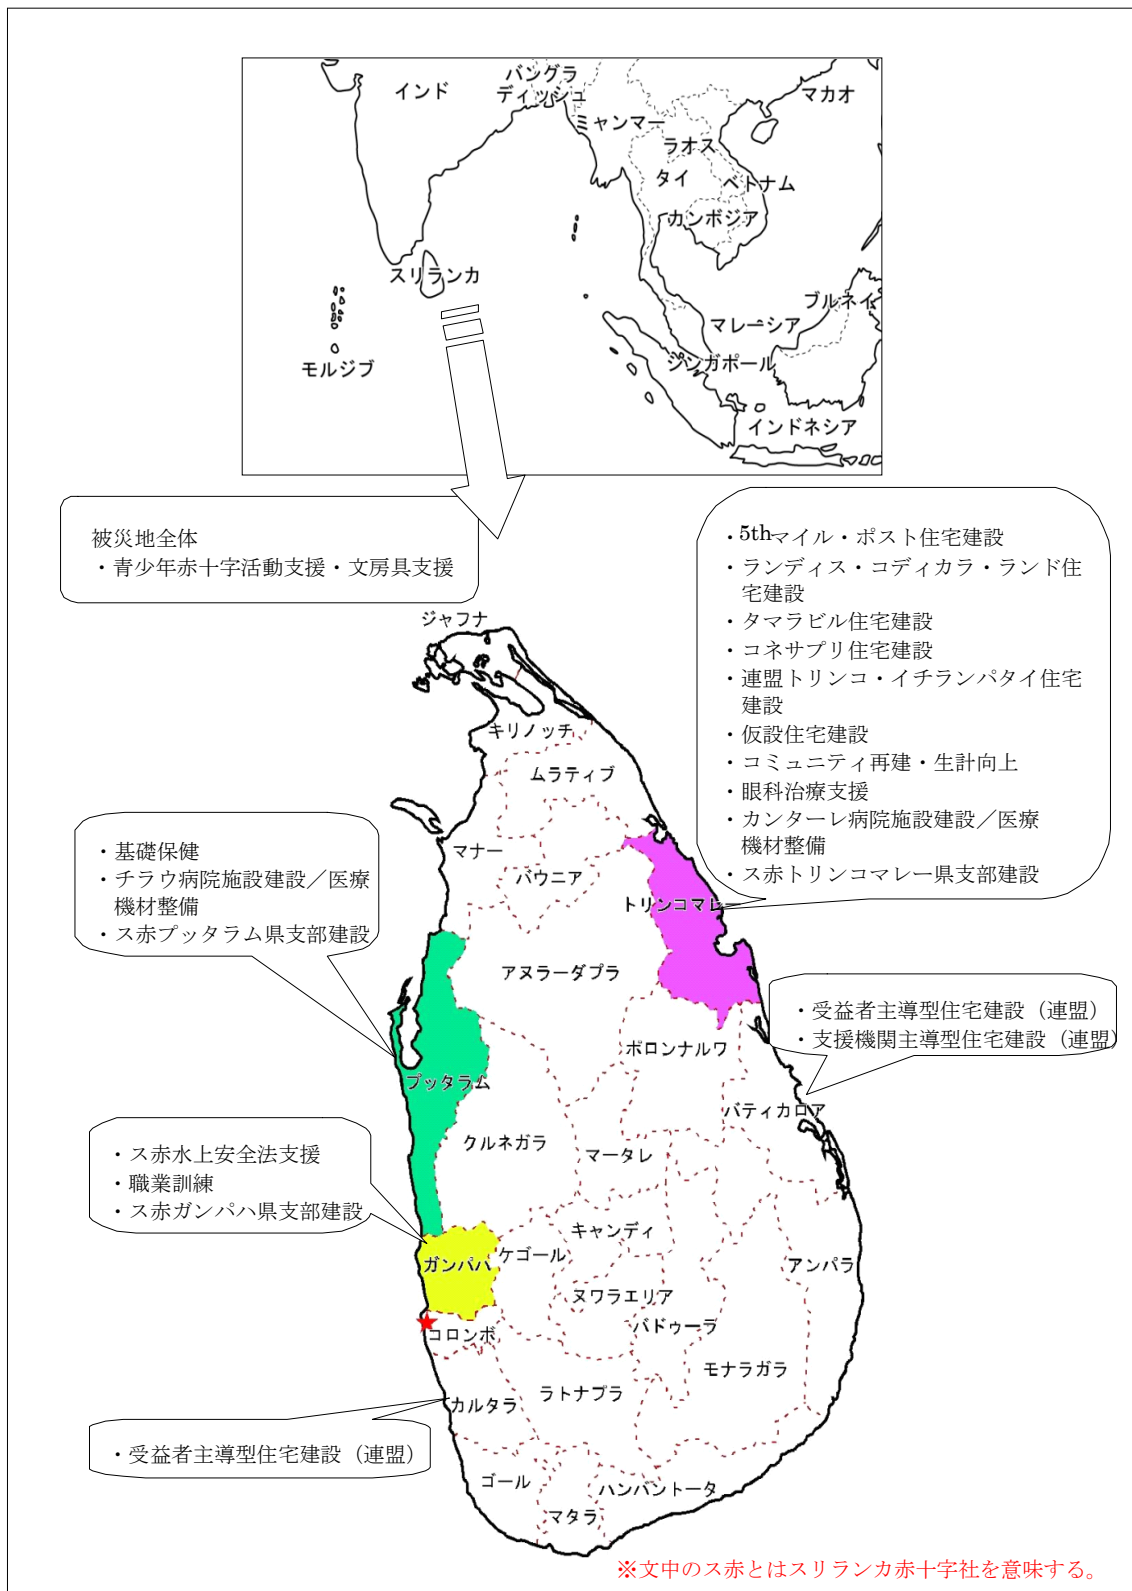 インド
バングラ
ディッシュ
ミャンマー
マカオ
ラオス
タイ
ベトナム
カンボジア
スリランカ
ブルネイ
マレーシア
シンガポール
モルジブ
インドネシア
被災地全体
・青少年赤十字活動支援・文房具支援
・5thマイル・ポスト住宅建設
・ランディス・コディカラ・ランド住
宅建設
・タマラビル住宅建設
・コネサプリ住宅建設
・連盟トリンコ・イチランパタイ住宅
建設
・仮設住宅建設
・コミュニティ再建・生計向上
・眼科治療支援
・カンターレ病院施設建設／医療
機材整備
・ス赤トリンコマレー県支部建設
ジャフナ
キリノッチ
ムラティブ
マナー
バウニア
トリンコマレー
アヌラーダプラ
・基礎保健
・チラウ病院施設建設／医療
機材整備
・ス赤プッタラム県支部建設
・受益者主導型住宅建設（連盟）
・支援機関主導型住宅建設（連盟）
ポロンナルワ
プッタラム
バティカロア
クルネガラ
マータレ
・ス赤水上安全法支援
・職業訓練
・ス赤ガンパハ県支部建設
キャンディ
ケゴール
ガンパハ
アンパラ
ヌワラエリア
バドゥーラ
コロンボ
モナラガラ
ラトナプラ
カルタラ
・受益者主導型住宅建設（連盟）
ゴール
ハンバントータ
マタラ
※文中のス赤とはスリランカ赤十字社を意味する。